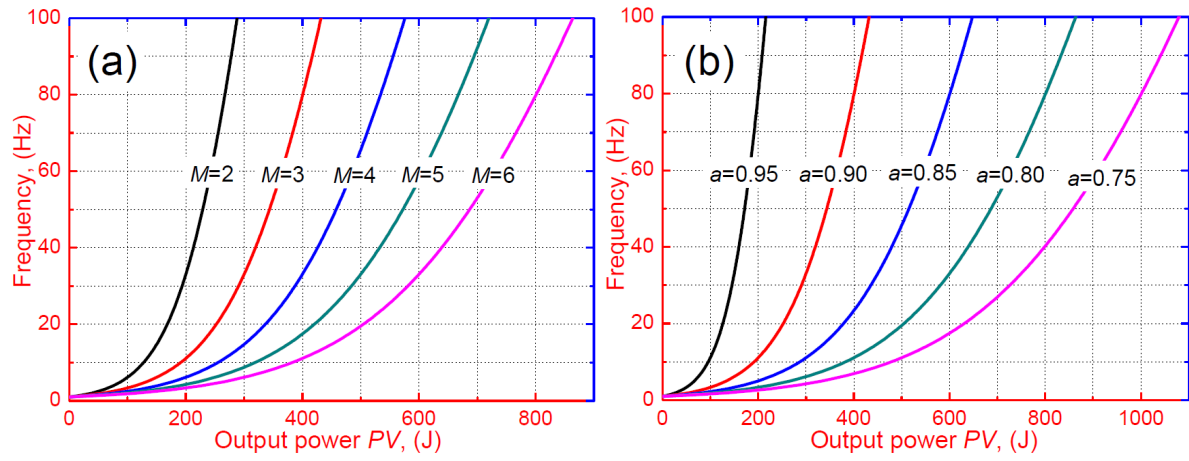 (a)
Frequency, (Hz)
100
80
60
40
20
0
M=2 M=3 M=4 M=5 M=6
0 200 400 600 800
Output power PV, (J)
(b)
Frequency, (Hz)
100
80
60
40
20
0
a=0.95 a=0.90 a=0.85 a=0.80 a=0.75
0 200 400 600 800 1000
Output power PV, (J)